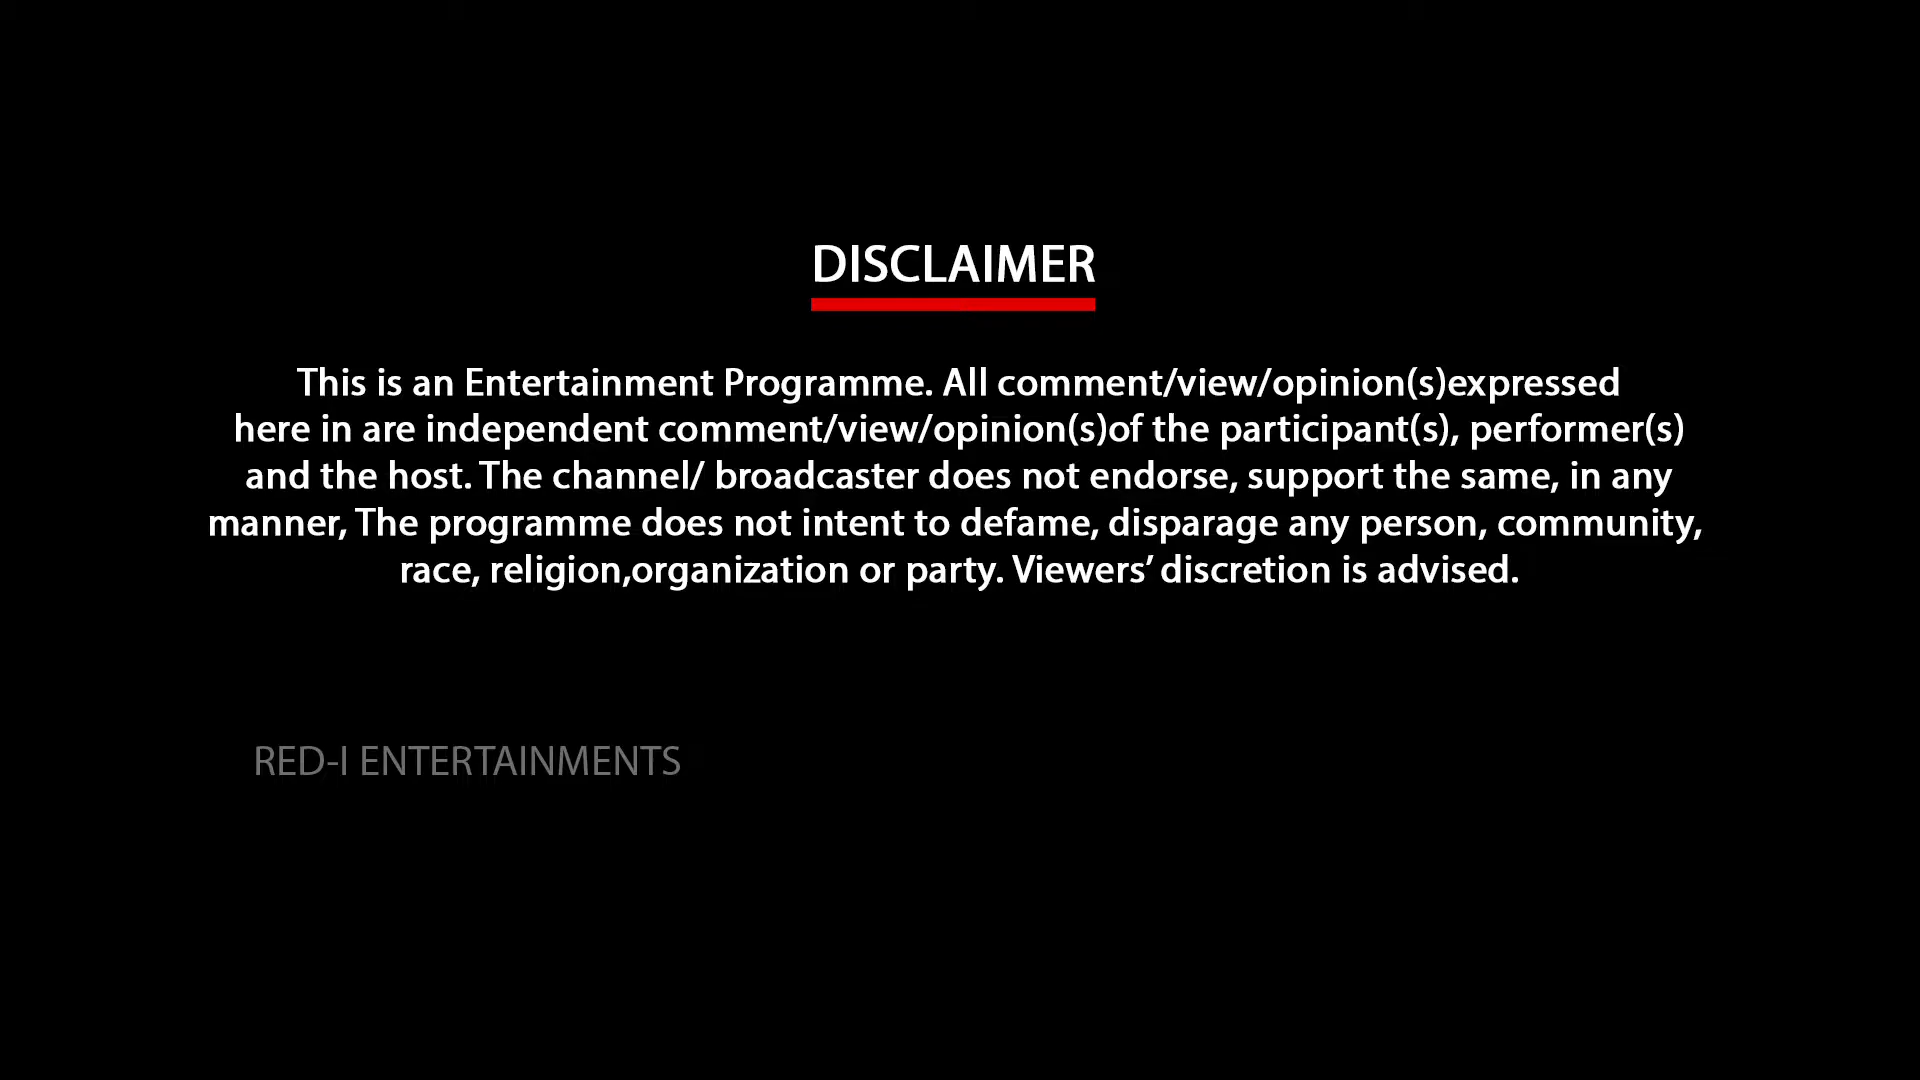 DISCLAIMER
This is an Entertainment Programme. All comment/view/opinion(s)expressed
here in are independent comment/view/opinion(s)of the participant(s), performer(s)
and the host. The channel/ broadcaster does not endorse, support the same, in any
manner, The programme does not intent to defame, disparage any person, community,
race, religion,organization or party. Viewers’ discretion is advised.
RED-I ENTERTAINMENTS